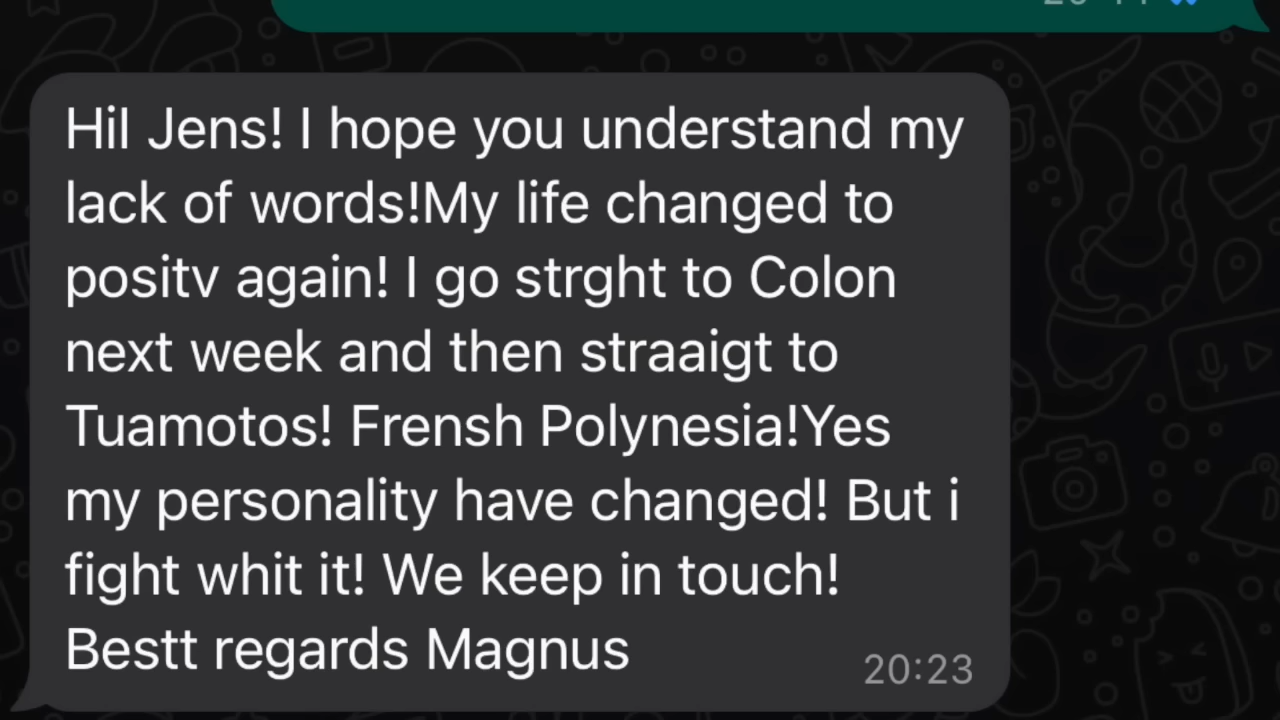 Hil Jens! I hope you understand my
lack of words!My life changed to
positv again! I go strght to Colon
next week and then straaigt to
Tuamotos! Frensh Polynesia!Yes
my personality have changed! But i
fight whit it! We keep in touch!
Bestt regards Magnus
20:23